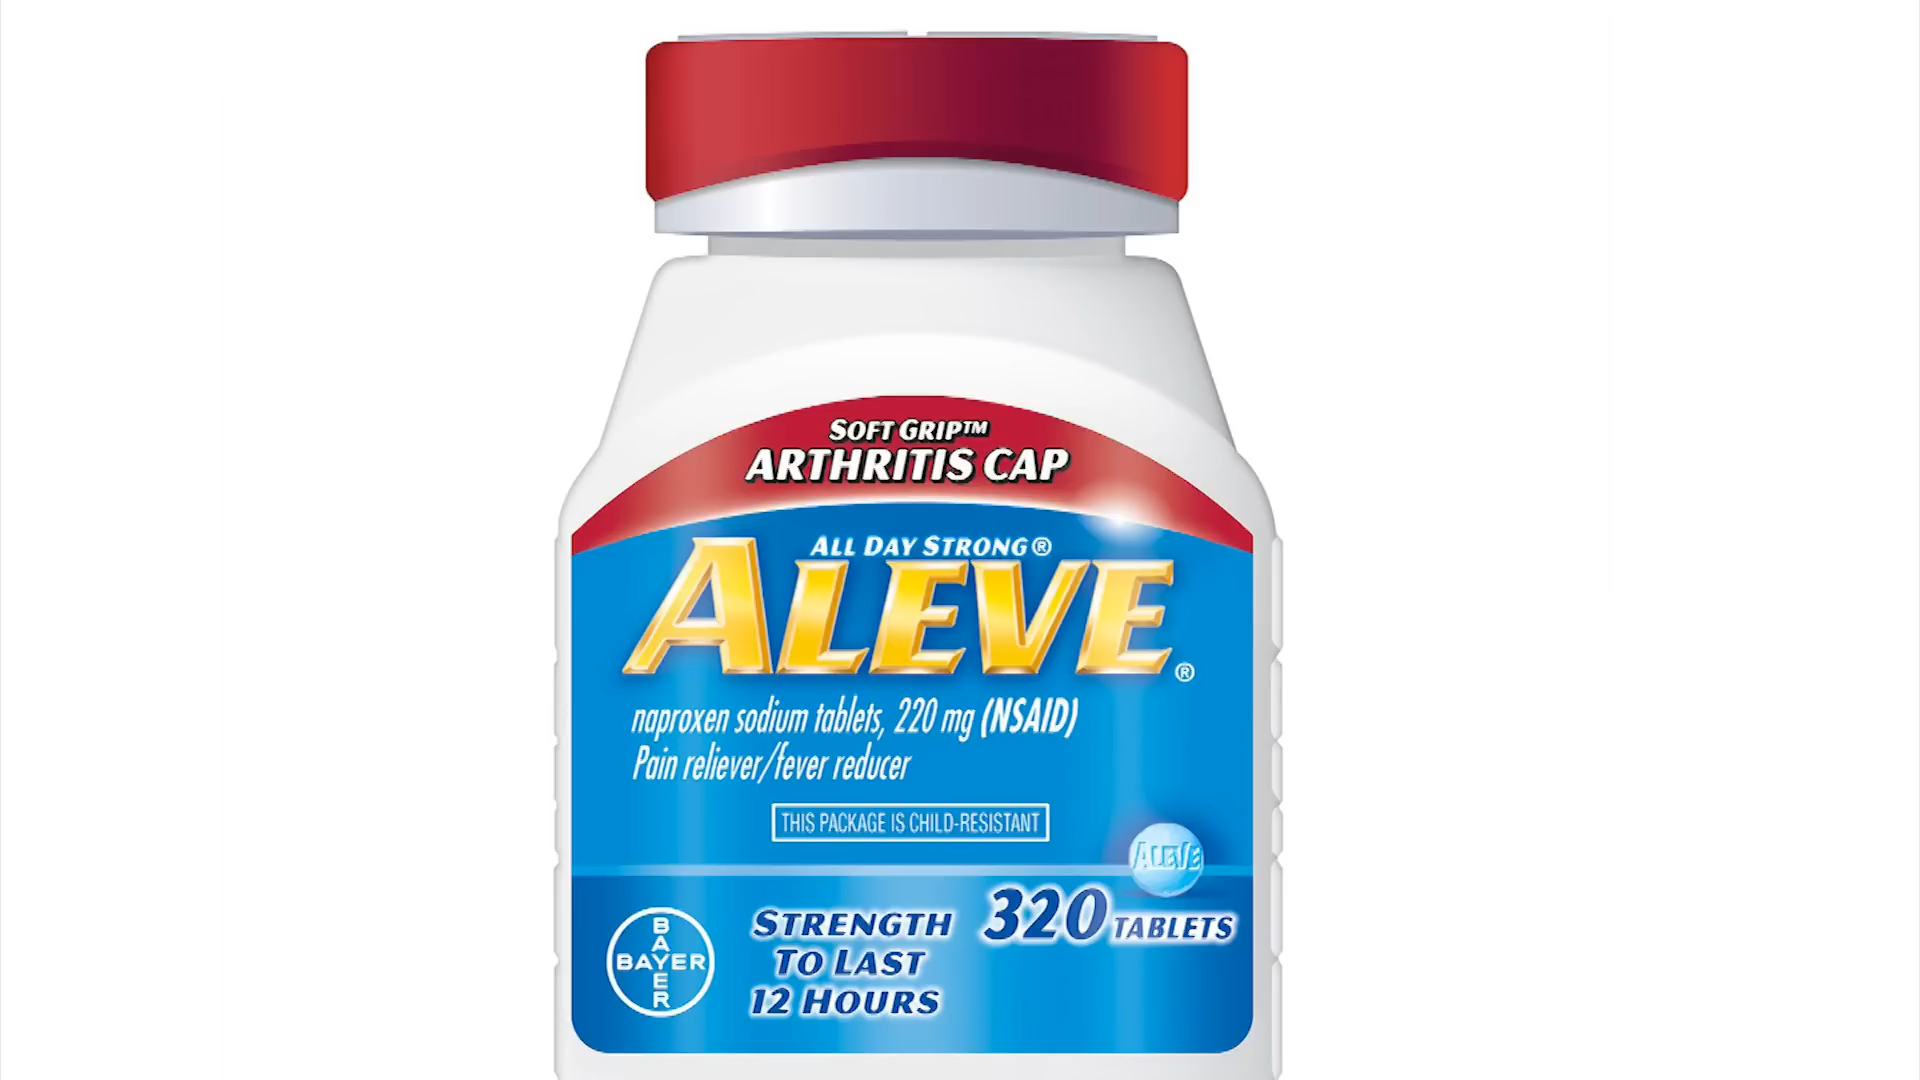 SOFT GRIP™
ARTHRITIS CAP
ALL DAY STRONG®
ALEVE®
naproxen sodium tablets, 220 mg (NSAID)
Pain reliever/fever reducer
THIS PACKAGE IS CHILD-RESISTANT
ALEVE
320 TABLETS
STRENGTH
TO LAST
12 HOURS
BAYER
BAYER